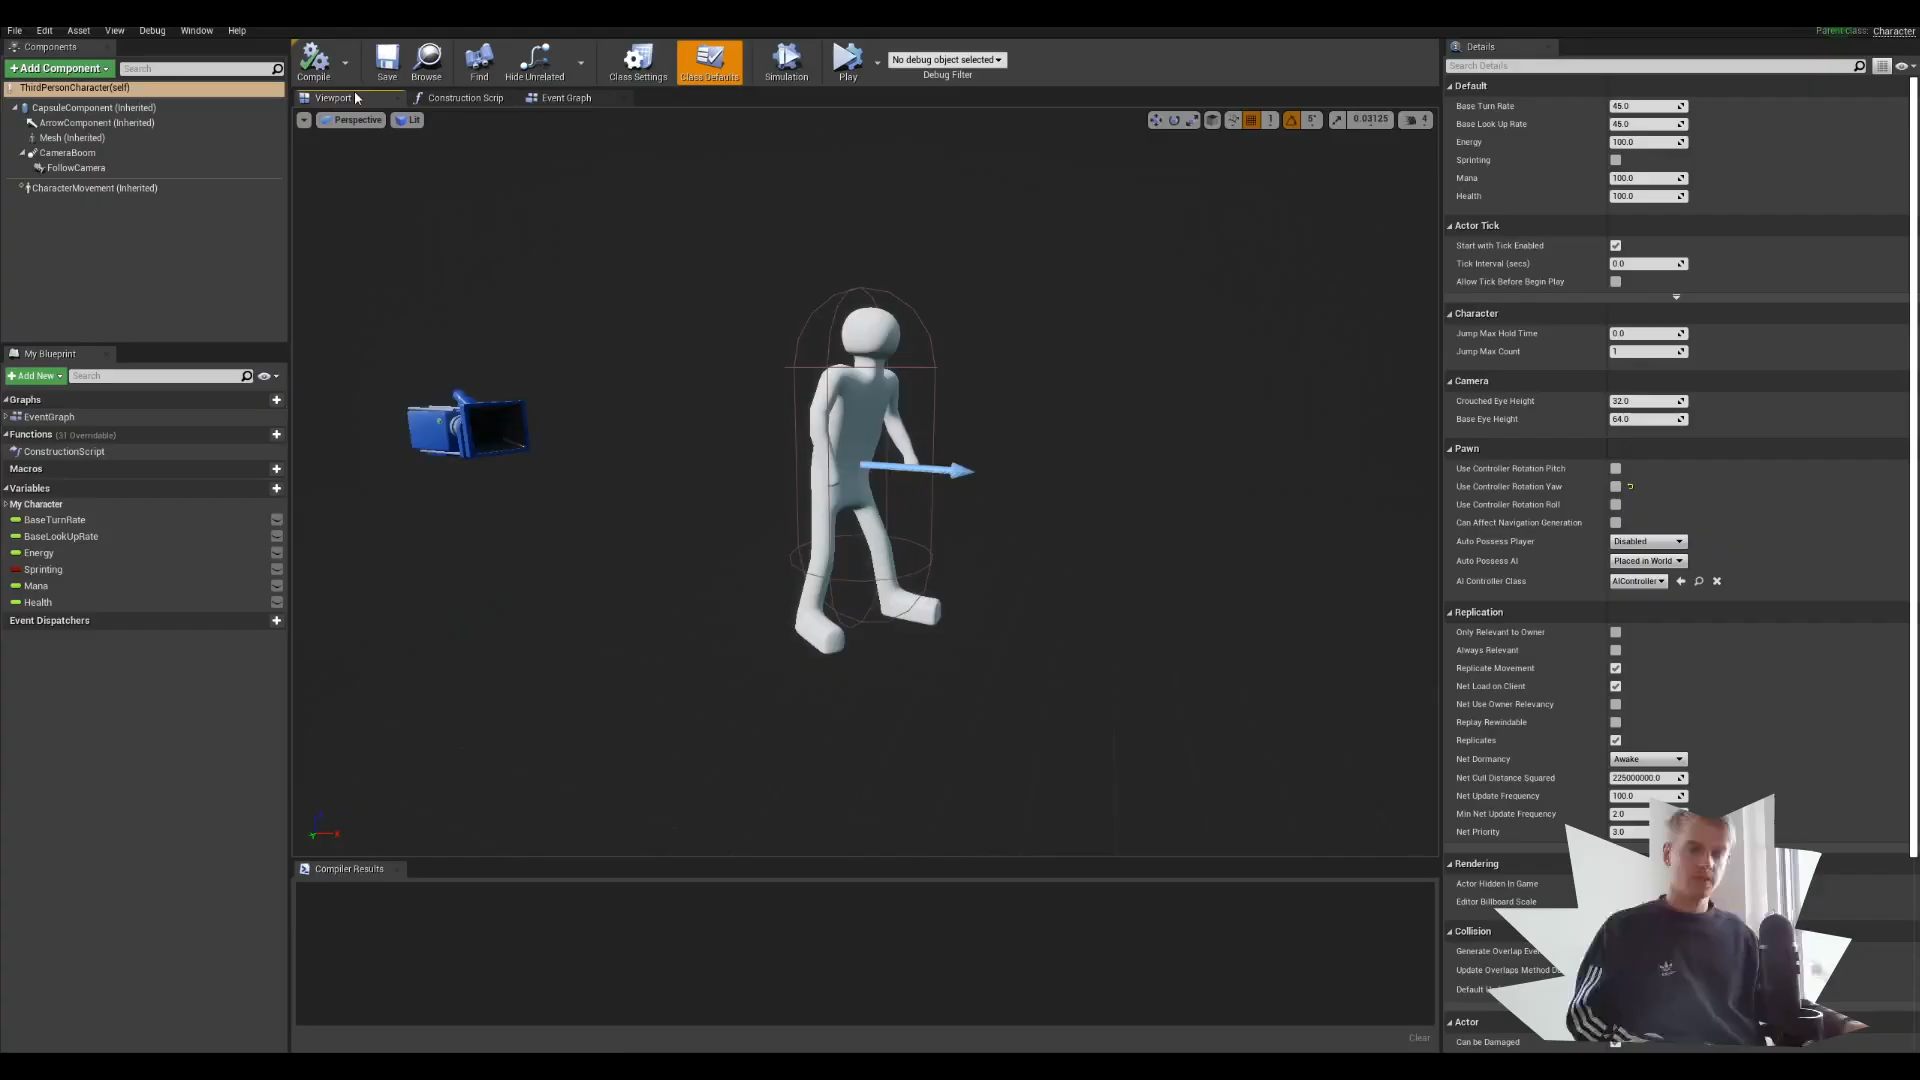 File Edit Asset View Debug Window Help
Parent class: Character
Components
+Add Component
Search
ThirdPersonCharacter(self)
CapsuleComponent (Inherited)
ArrowComponent (Inherited)
Mesh (Inherited)
CameraBoom
FollowCamera
CharacterMovement (Inherited)
My Blueprint
+Add New
Search
Graphs
EventGraph
Functions (31 Overridable)
ConstructionScript
Macros
Variables
My Character
BaseTurnRate
BaseLookUpRate
Energy
Sprinting
Mana
Health
Event Dispatchers
Compile
Save
Browse
Find
Hide Unrelated
Class Settings
Class Defaults
Simulation
Play
No debug object selected
Debug Filter
Viewport
Construction Scrip
Event Graph
Perspective
Lit
1
5°
0.03125
4
Compiler Results
Clear
Details
Search Details
Default
Base Turn Rate 45.0
Base Look Up Rate 45.0
Energy 100.0
Sprinting
Mana 100.0
Health 100.0
Actor Tick
Start with Tick Enabled
Tick Interval (secs) 0.0
Allow Tick Before Begin Play
Character
Jump Max Hold Time 0.0
Jump Max Count 1
Camera
Crouched Eye Height 32.0
Base Eye Height 64.0
Pawn
Use Controller Rotation Pitch
Use Controller Rotation Yaw
Use Controller Rotation Roll
Can Affect Navigation Generation
Auto Possess Player Disabled
Auto Possess AI Placed in World
AI Controller Class AIController
Replication
Only Relevant to Owner
Always Relevant
Replicate Movement
Net Load on Client
Net Use Owner Relevancy
Replay Rewindable
Replicates
Net Dormancy Awake
Net Cull Distance Squared 225000000.0
Net Update Frequency 100.0
Min Net Update Frequency 2.0
Net Priority 3.0
Rendering
Actor Hidden In Game
Editor Billboard Scale
Collision
Generate Overlap Eve
Update Overlaps Method D
Default
Actor
Can be Damaged